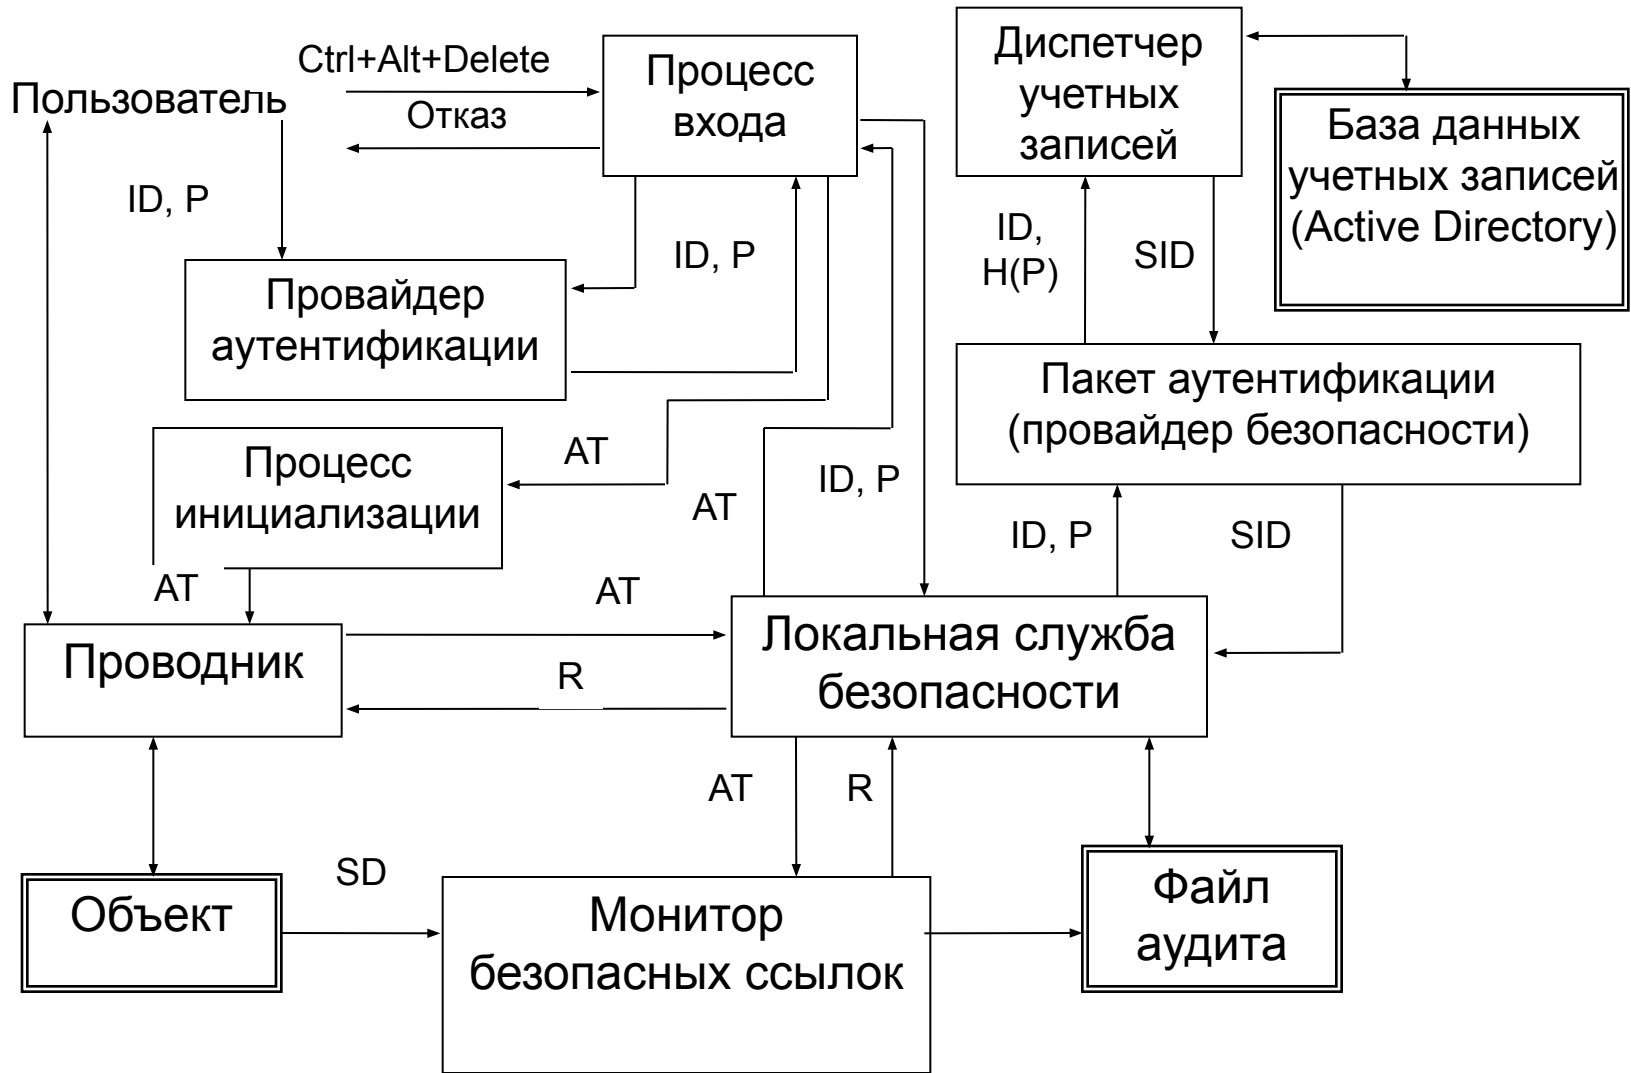 Ctrl+Alt+Delete
Пользователь
Отказ
Процесс
входа
Диспетчер
учетных
записей
База данных
учетных записей
(Active Directory)
ID, P
ID, P
ID,
H(P)
SID
Провайдер
аутентификации
Пакет аутентификации
(провайдер безопасности)
Процесс
инициализации
AT
AT
ID, P
ID, P
SID
AT
AT
Проводник
R
Локальная служба
безопасности
AT
R
SD
Объект
Монитор
безопасных ссылок
Файл
аудита